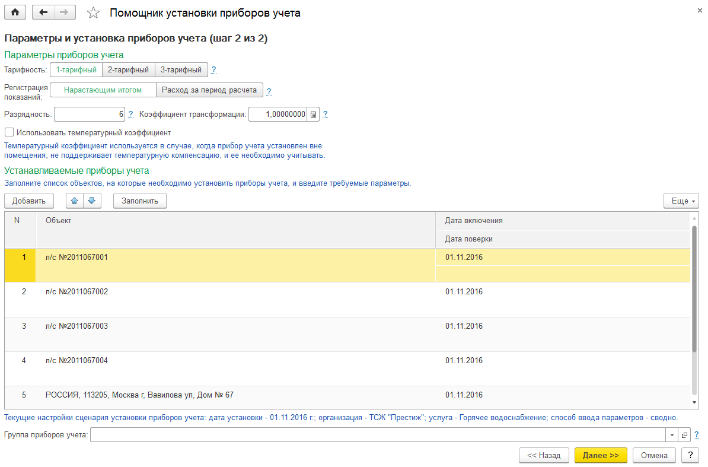 Помощник установки приборов учета
Параметры и установка приборов учета (шаг 2 из 2)
Параметры приборов учета
Тарифность: 1-тарифный 2-тарифный 3-тарифный ?
Регистрация показаний: Нарастающим итогом Расход за период расчета ?
Разрядность: 6 ? Коэффициент трансформации: 1,00000000 ?
Использовать температурный коэффициент
Температурный коэффициент используется в случае, когда прибор учета установлен вне
помещения, не поддерживает температурную компенсацию, и ее необходимо учитывать.
Устанавливаемые приборы учета
Заполните список объектов, на которые необходимо установить приборы учета, и введите требуемые параметры.
Добавить Заполнить Еще
N Объект Дата включения
Дата поверки
1 л/с №2011067001 01.11.2016
2 л/с №2011067002 01.11.2016
3 л/с №2011067003 01.11.2016
4 л/с №2011067004 01.11.2016
5 РОССИЯ, 113205, Москва г, Вавилова ул, Дом № 67 01.11.2016
Текущие настройки сценария установки приборов учета: дата установки - 01.11.2016 г.; организация - ТСЖ "Престиж"; услуга - Горячее водоснабжение; способ ввода параметров - сводно.
Группа приборов учета: ?
<< Назад Далее >> Отмена ?